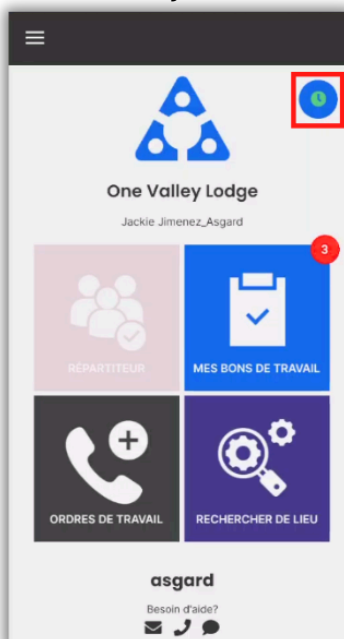 One Valley Lodge
Jackie Jimenez_Asgard
3
RÉPARTITEUR
MES BONS DE TRAVAIL
ORDRES DE TRAVAIL
RECHERCHER DE LIEU
asgard
Besoin d'aide?